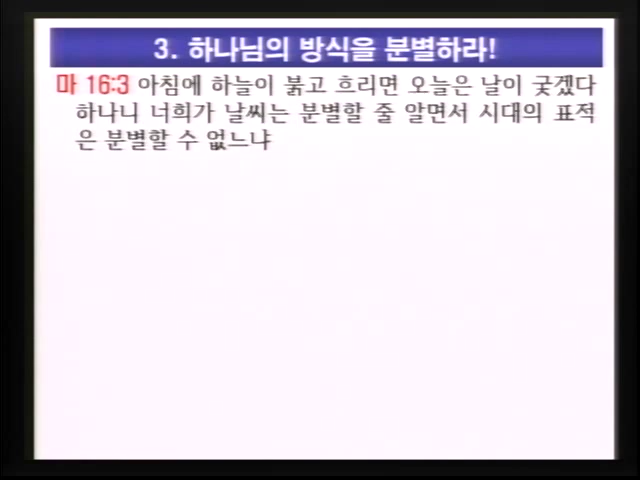 3. 하나님의 방식을 분별하라!
마 16:3 아침에 하늘이 붉고 흐리면 오늘은 날이 궂겠다
하나니 너희가 날씨는 분별할 줄 알면서 시대의 표적
은 분별할 수 없느냐